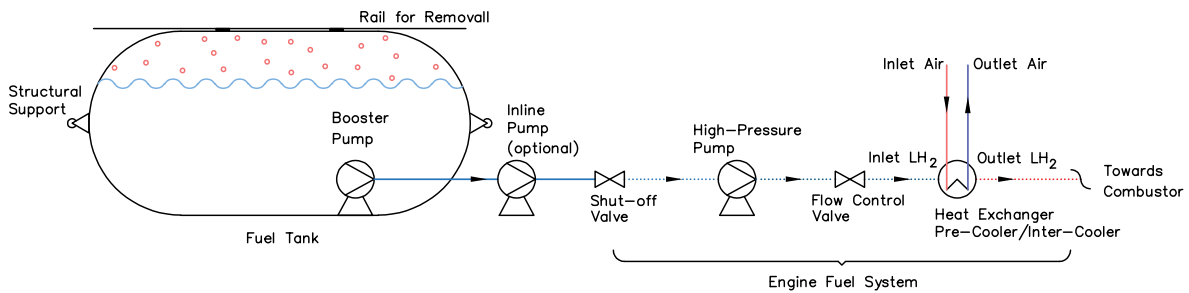 Rail for Removall
Structural
Support
Booster
Pump
Inline
Pump
(optional)
Fuel Tank
Shut-off
Valve
High-Pressure
Pump
Flow Control
Valve
Inlet Air
Outlet Air
Inlet LH2
Outlet LH2
Towards
Combustor
Heat Exchanger
Pre-Cooler/Inter-Cooler
Engine Fuel System